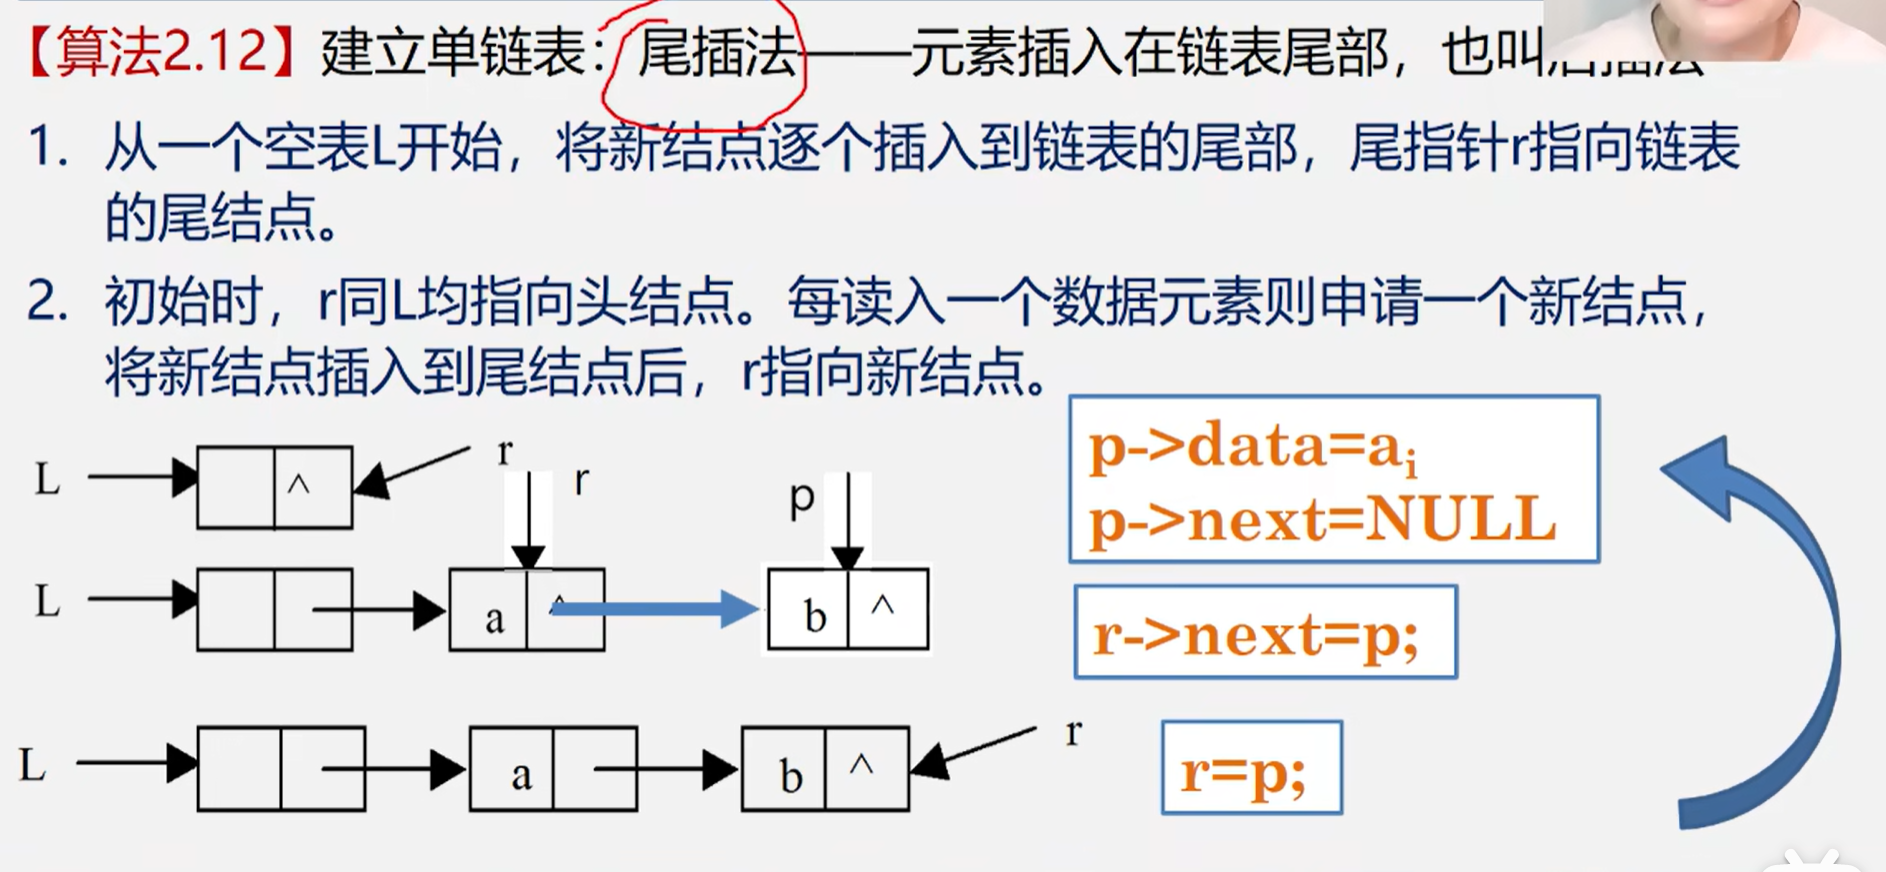 【算法2.12】建立单链表：尾插法——元素插入在链表尾部，也叫
1. 从一个空表L开始，将新结点逐个插入到链表的尾部，尾指针r指向链表
的尾结点。
2. 初始时，r同L均指向头结点。每读入一个数据元素则申请一个新结点，
将新结点插入到尾结点后，r指向新结点。
L ^ r
r p
L a ^ b ^
L a b ^ r
p->data=aᵢ
p->next=NULL
r->next=p;
r=p;